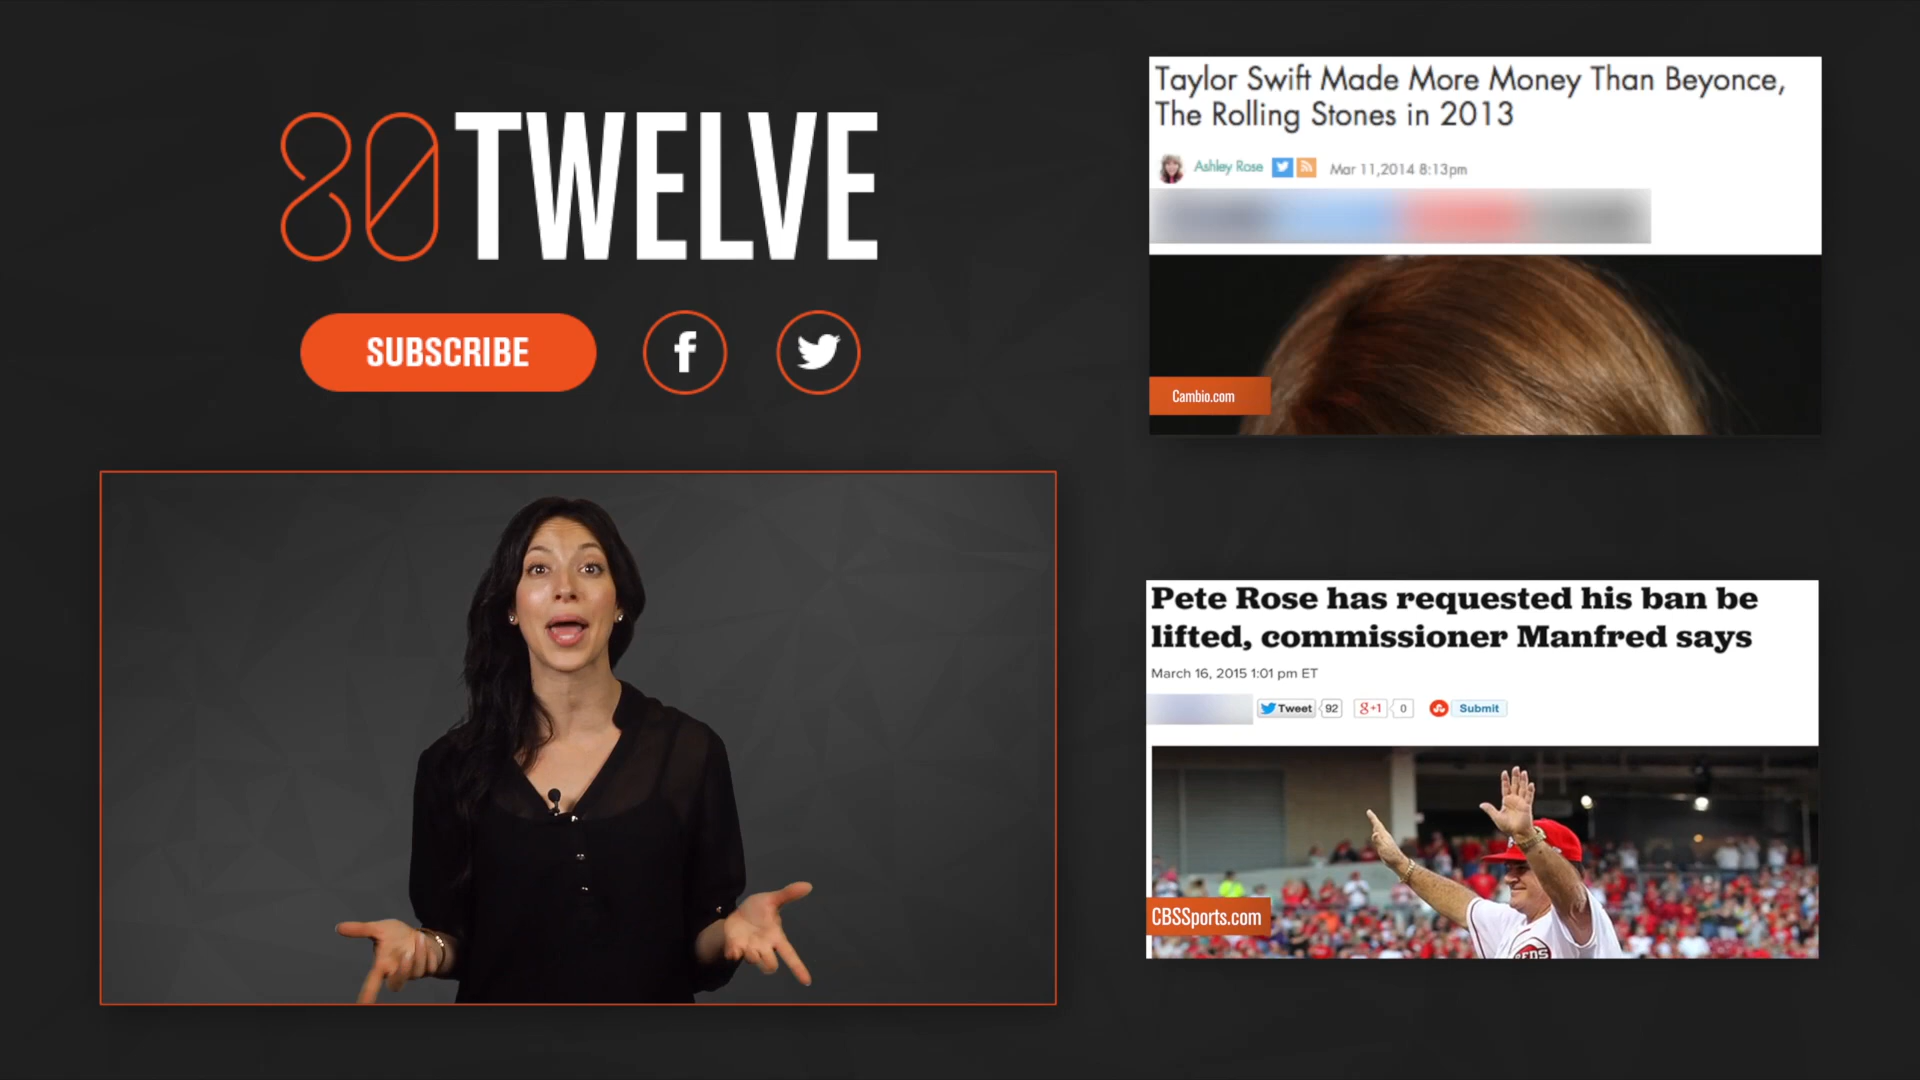 80TWELVE
SUBSCRIBE
f
Taylor Swift Made More Money Than Beyonce,
The Rolling Stones in 2013
Ashley Rose Mar 11,2014 8:13pm
Cambio.com
Pete Rose has requested his ban be
lifted, commissioner Manfred says
March 16, 2015 1:01 pm ET
Tweet 92 g+1 0 Submit
CBSSports.com
REDS